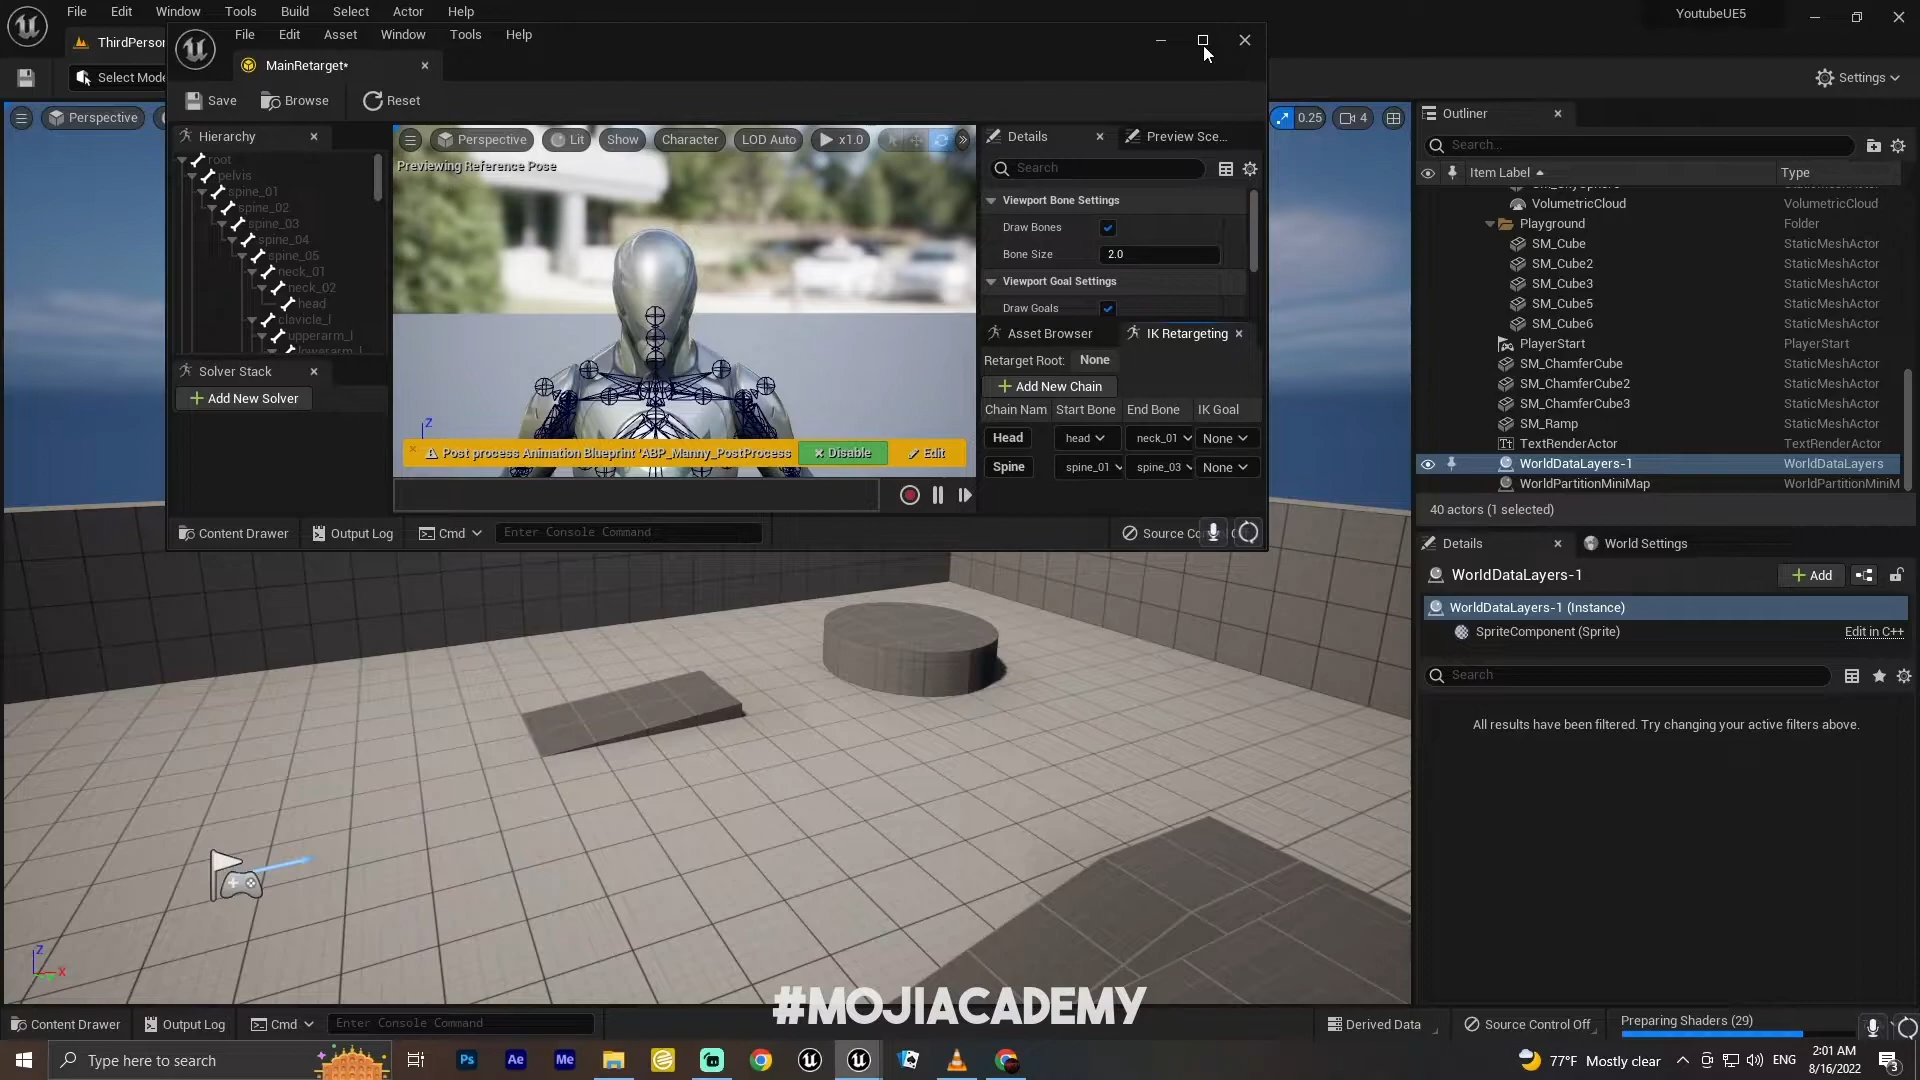 File Edit Window Tools Build Select Actor Help
YoutubeUE5
ThirdPerson
File Edit Asset Window Tools Help
MainRetarget*
Select Mode
Settings
Save Browse Reset
Perspective
0.25 4
Outliner
Hierarchy
root
pelvis
spine_01
spine_02
spine_03
spine_04
spine_05
neck_01
neck_02
head
clavicle_l
upperarm_l
lowerarm_l
Solver Stack
Add New Solver
Perspective Lit Show Character LOD Auto x1.0
Previewing Reference Pose
Z
Post process Animation Blueprint 'ABP_Manny_PostProcess Disable Edit
Details Preview Sce...
Search
Viewport Bone Settings
Draw Bones
Bone Size 2.0
Viewport Goal Settings
Draw Goals
Asset Browser IK Retargeting
Retarget Root: None
Add New Chain
Chain Nam Start Bone End Bone IK Goal
Head head neck_01 None
Spine spine_01 spine_03 None
Content Drawer Output Log Cmd Enter Console Command
Search...
Item Label Type
VolumetricCloud VolumetricCloud
Playground Folder
SM_Cube StaticMeshActor
SM_Cube2 StaticMeshActor
SM_Cube3 StaticMeshActor
SM_Cube5 StaticMeshActor
SM_Cube6 StaticMeshActor
PlayerStart PlayerStart
SM_ChamferCube StaticMeshActor
SM_ChamferCube2 StaticMeshActor
SM_ChamferCube3 StaticMeshActor
SM_Ramp StaticMeshActor
TextRenderActor TextRenderActor
WorldDataLayers-1 WorldDataLayers
WorldPartitionMiniMap WorldPartitionMiniM
40 actors (1 selected)
Details World Settings
WorldDataLayers-1 Add
WorldDataLayers-1 (Instance)
SpriteComponent (Sprite) Edit in C++
Search
All results have been filtered. Try changing your active filters above.
Z
X
#MOJIACADEMY
Content Drawer Output Log Cmd Enter Console Command
Derived Data Source Control Off Preparing Shaders (29)
Type here to search
Ps Ae Me
77°F Mostly clear ENG
2:01 AM
8/16/2022
3